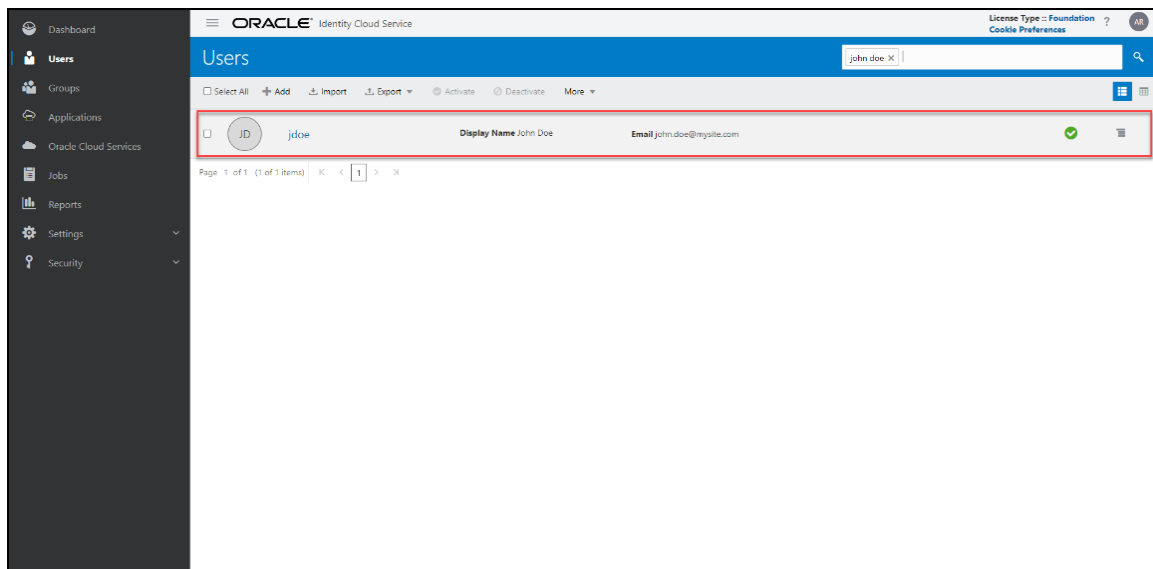 Dashboard
Users
Groups
Applications
Oracle Cloud Services
Jobs
Reports
Settings
Security
ORACLE® Identity Cloud Service
License Type :: Foundation ?
Cookie Preferences
AR
Users
john doe ×
Select All Add Import Export Activate Deactivate More
JD jdoe Display Name John Doe Email john.doe@mysite.com
Page 1 of 1 (1 of 1 items) K < 1 > Ʞ